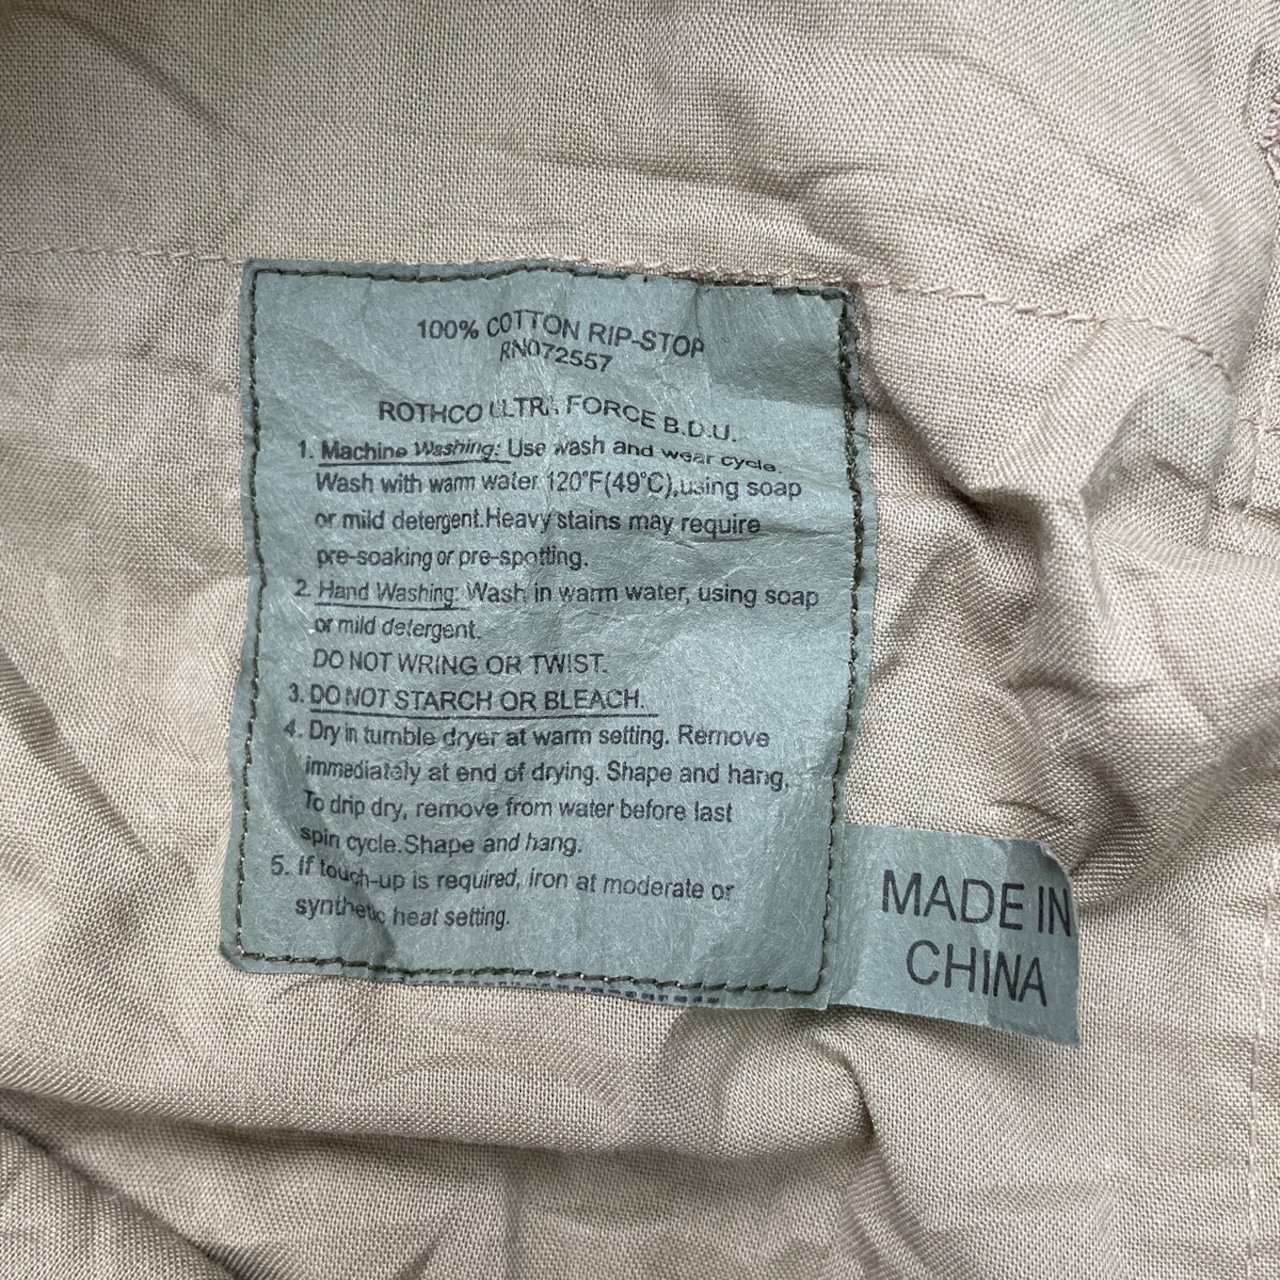 100% COTTON RIP-STOP
RN072557
ROTHCO ULTRA FORCE B.D.U.
1. Machine Washing: Use wash and wear cycle.
Wash with warm water 120°F(49°C),using soap
or mild detergent.Heavy stains may require
pre-soaking or pre-spotting.
2. Hand Washing: Wash in warm water, using soap
or mild detergent.
DO NOT WRING OR TWIST.
3. DO NOT STARCH OR BLEACH.
4. Dry in tumble dryer at warm setting. Remove
immediately at end of drying. Shape and hang,
To drip dry, remove from water before last
spin cycle.Shape and hang.
5. If touch-up is required, iron at moderate or
synthetic heat setting.
MADE IN
CHINA